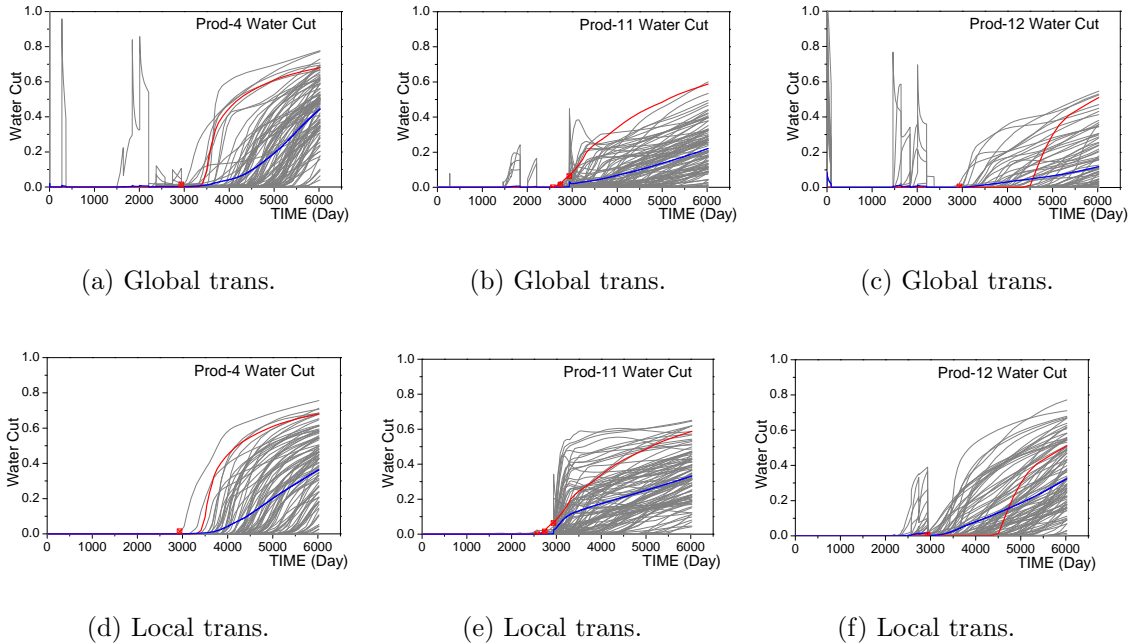 Prod-4 Water Cut
Water Cut
1.0
0.8
0.6
0.4
0.2
0.0
0 1000 2000 3000 4000 5000 6000
TIME (Day)
(a) Global trans.
Prod-11 Water Cut
Water Cut
1.0
0.8
0.6
0.4
0.2
0.0
0 1000 2000 3000 4000 5000 6000
TIME (Day)
(b) Global trans.
Prod-12 Water Cut
Water Cut
1.0
0.8
0.6
0.4
0.2
0.0
0 1000 2000 3000 4000 5000 6000
TIME (Day)
(c) Global trans.
Prod-4 Water Cut
Water Cut
1.0
0.8
0.6
0.4
0.2
0.0
0 1000 2000 3000 4000 5000 6000
TIME (Day)
(d) Local trans.
Prod-11 Water Cut
Water Cut
1.0
0.8
0.6
0.4
0.2
0.0
0 1000 2000 3000 4000 5000 6000
TIME (Day)
(e) Local trans.
Prod-12 Water Cut
Water Cut
1.0
0.8
0.6
0.4
0.2
0.0
0 1000 2000 3000 4000 5000 6000
TIME (Day)
(f) Local trans.